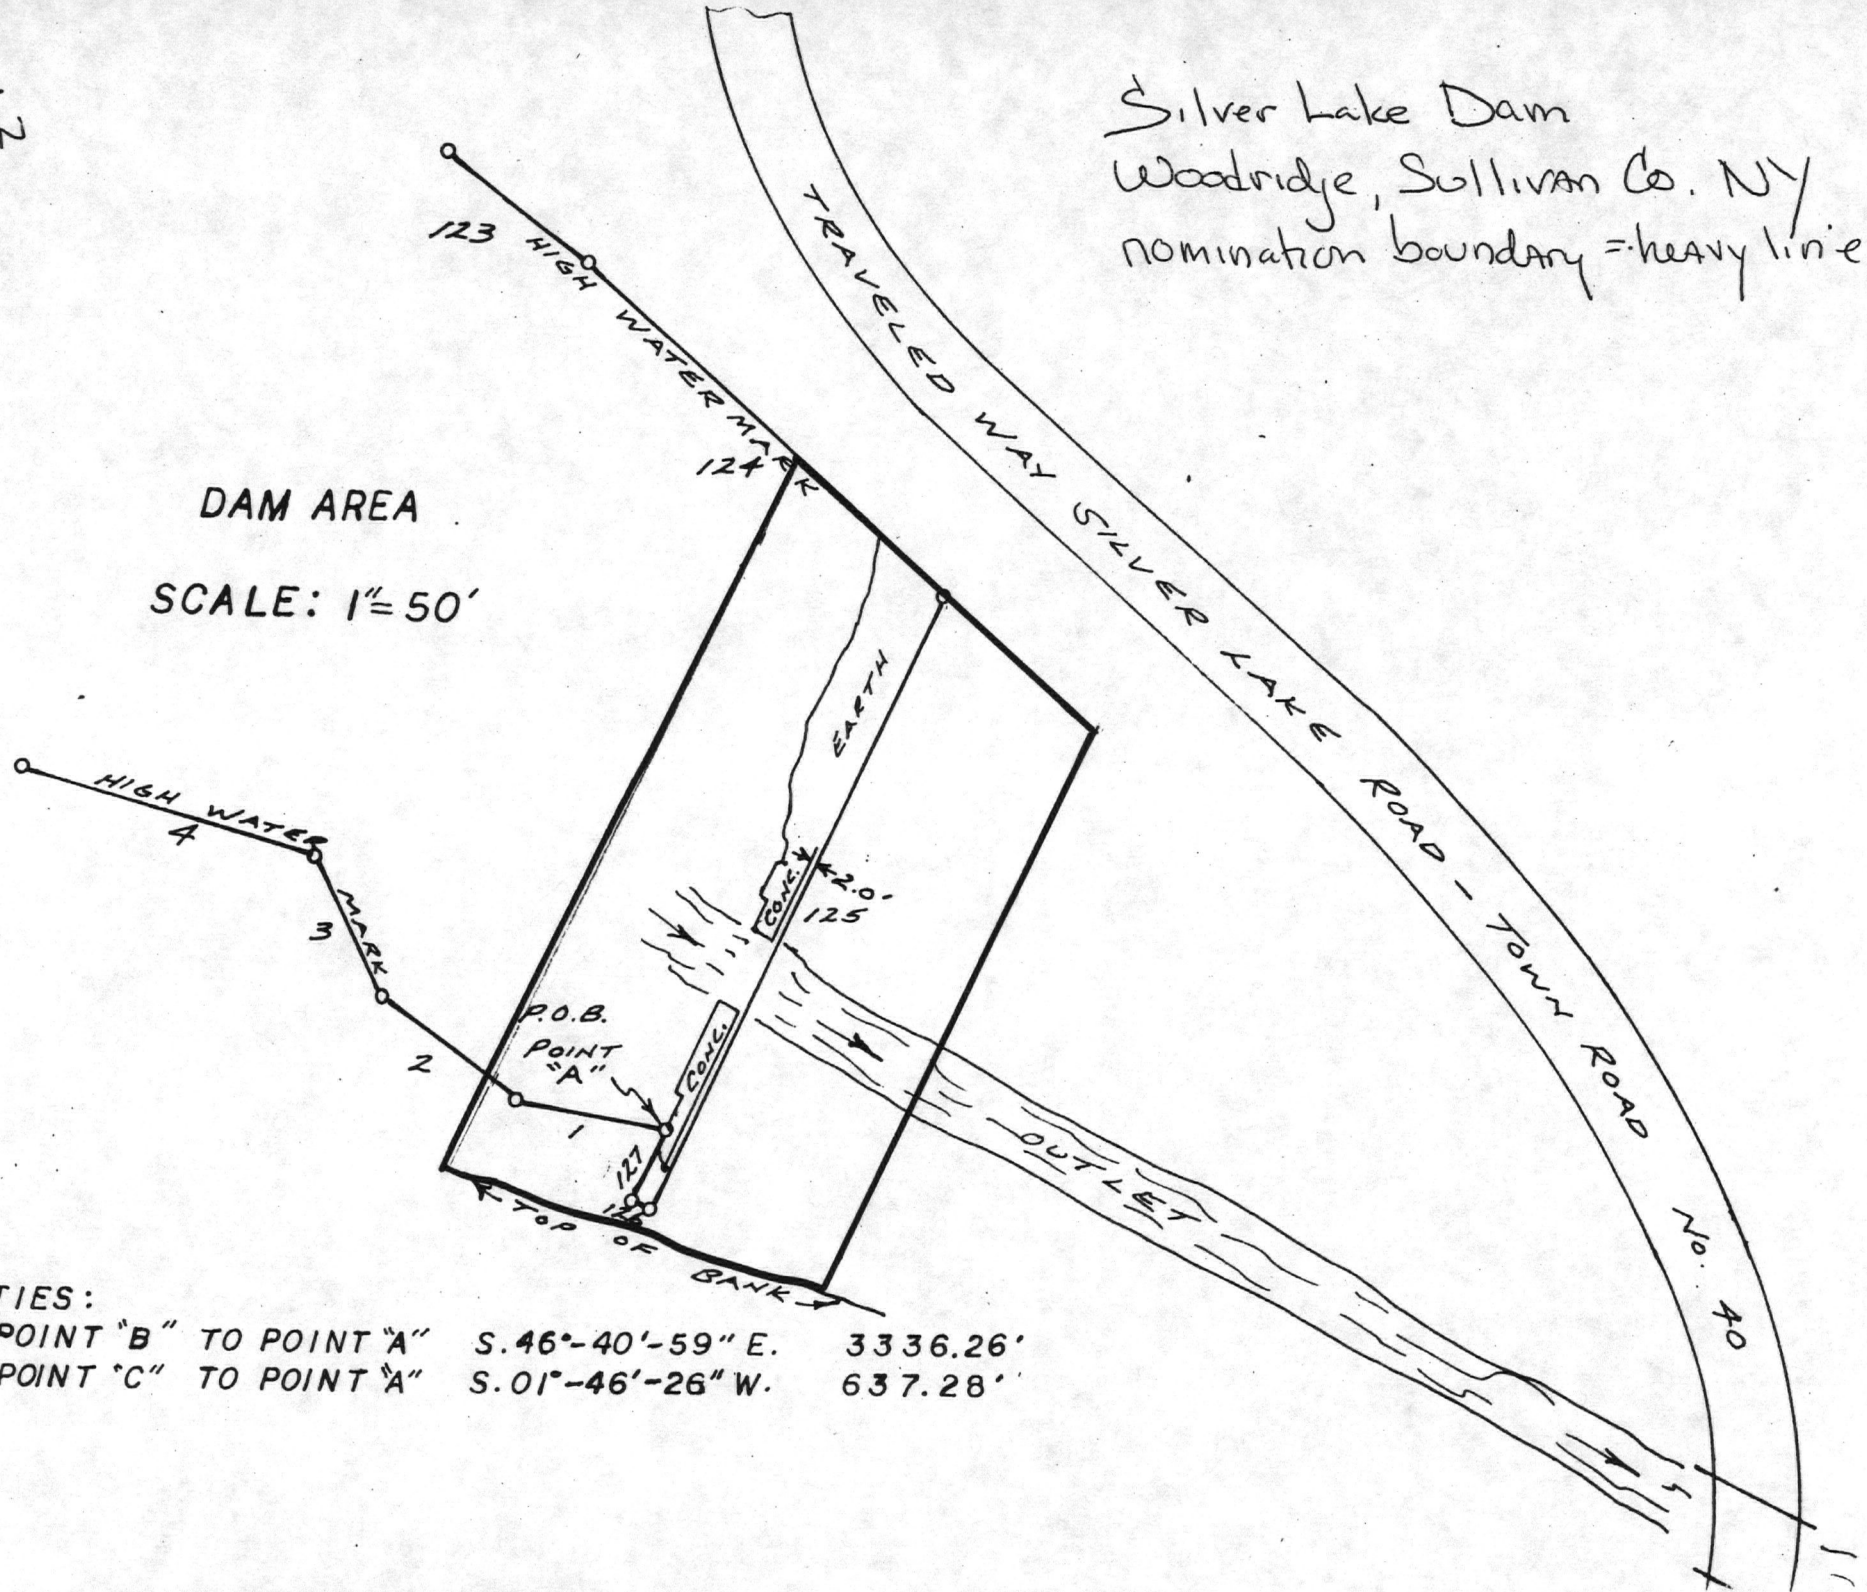 Silver Lake Dam
Woodridge, Sullivan Co. NY
nomination boundary = heavy line
TRAVELED WAY SILVER LAKE ROAD - TOWN ROAD No. 40
123
HIGH WATER MARK
124
DAM AREA
SCALE: 1"=50'
EARTH
HIGH WATER MARK
4
3
2
1
CONC.
2.0'
125
P.O.B.
POINT
"A"
CONC.
127
OUTLET
TOP OF BANK
TIES:
POINT "B" TO POINT "A" S.46°-40'-59" E. 3336.26'
POINT "C" TO POINT "A" S.01°-46'-26" W. 637.28'